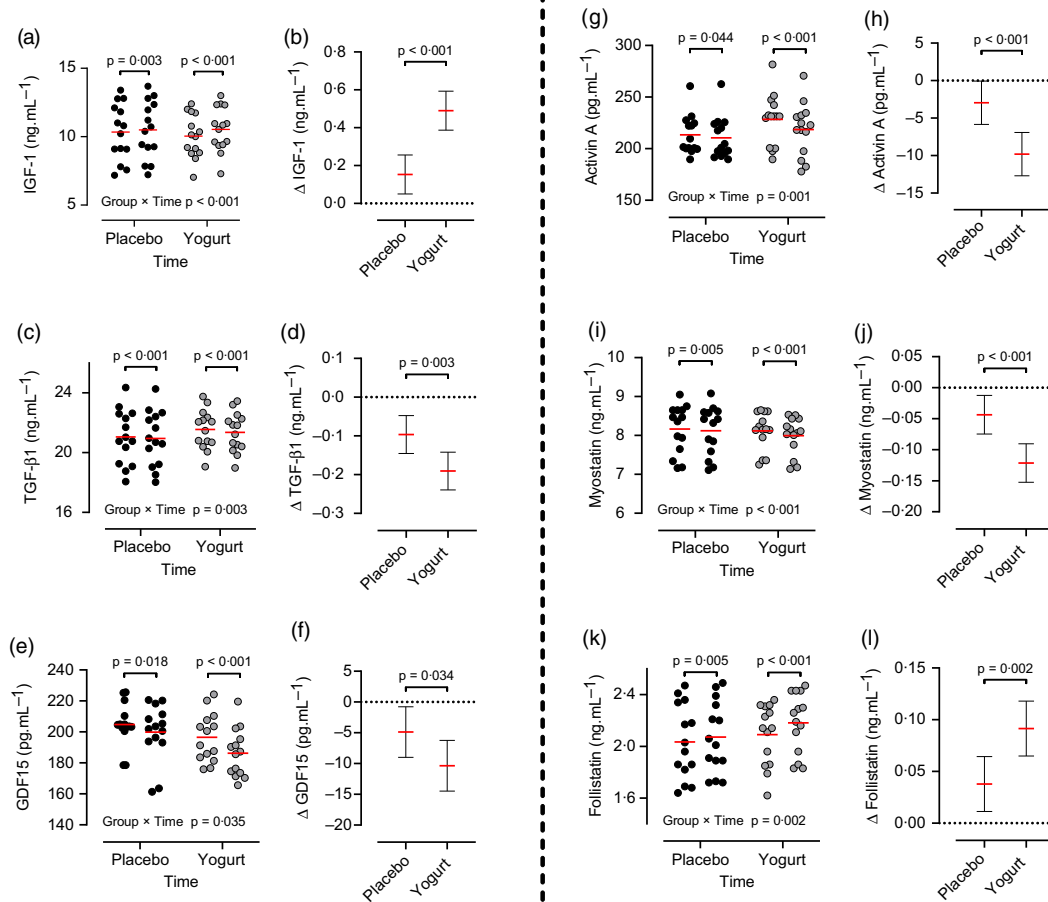 (a)
IGF-1 (ng.mL−1)
15
10
5
p = 0·003
p < 0·001
Group × Time
p < 0·001
Placebo
Yogurt
Time
(b)
Δ IGF-1 (ng.mL−1)
0·8
0·6
0·4
0·2
0·0
p < 0·001
Placebo
Yogurt
(c)
TGF-β1 (ng.mL−1)
24
20
16
p < 0·001
p < 0·001
Group × Time
p = 0·003
Placebo
Yogurt
Time
(d)
Δ TGF-β1 (ng.mL−1)
0·1
0·0
−0·1
−0·2
−0·3
p = 0·003
Placebo
Yogurt
(e)
GDF15 (pg.mL−1)
240
220
200
180
160
140
p = 0·018
p < 0·001
Group × Time
p = 0·035
Placebo
Yogurt
Time
(f)
Δ GDF15 (pg.mL−1)
5
0
−5
−10
−15
−20
p = 0·034
Placebo
Yogurt
(g)
Activin A (pg.mL−1)
300
250
200
150
p = 0·044
p < 0·001
Group × Time
p = 0·001
Placebo
Yogurt
Time
(h)
Δ Activin A (pg.mL−1)
5
0
−5
−10
−15
p < 0·001
Placebo
Yogurt
(i)
Myostatin (ng.mL−1)
10
9
8
7
6
p = 0·005
p < 0·001
Group × Time
p < 0·001
Placebo
Yogurt
Time
(j)
Δ Myostatin (ng.mL−1)
0·05
0·00
−0·05
−0·10
−0·15
−0·20
p < 0·001
Placebo
Yogurt
(k)
Follistatin (ng.mL−1)
2·4
2·0
1·6
p = 0·005
p < 0·001
Group × Time
p = 0·002
Placebo
Yogurt
Time
(l)
Δ Follistatin (ng.mL−1)
0·15
0·10
0·05
0·00
p = 0·002
Placebo
Yogurt